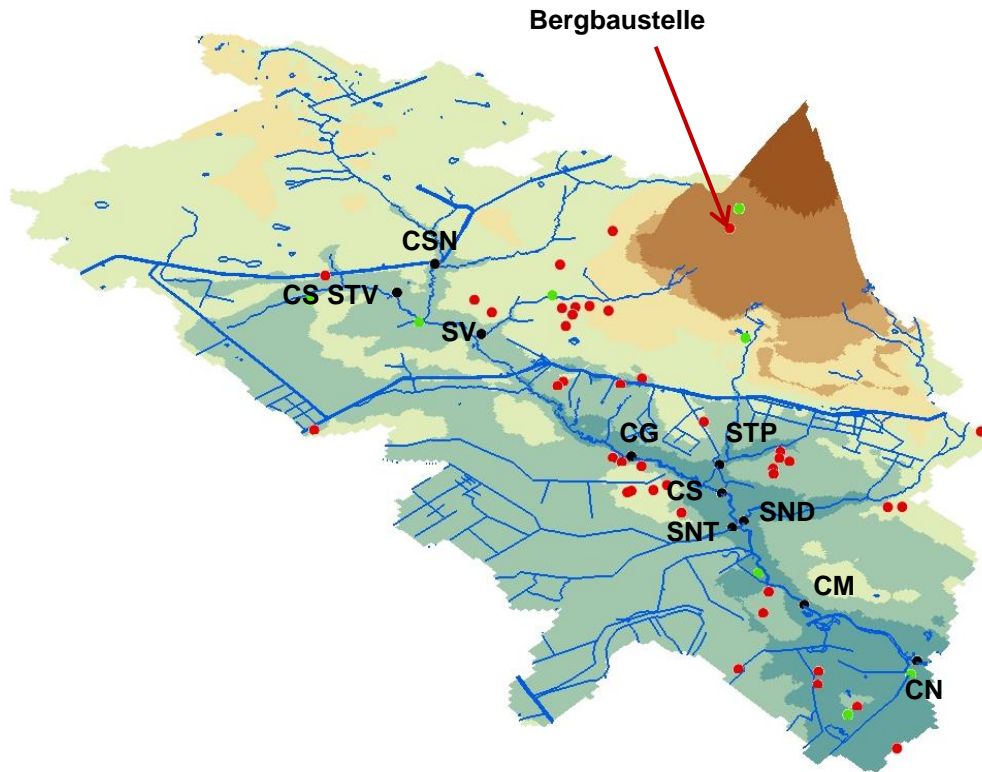 Bergbaustelle
CSN
CS STV
SV
CG
STP
CS
SND
SNT
CM
CN